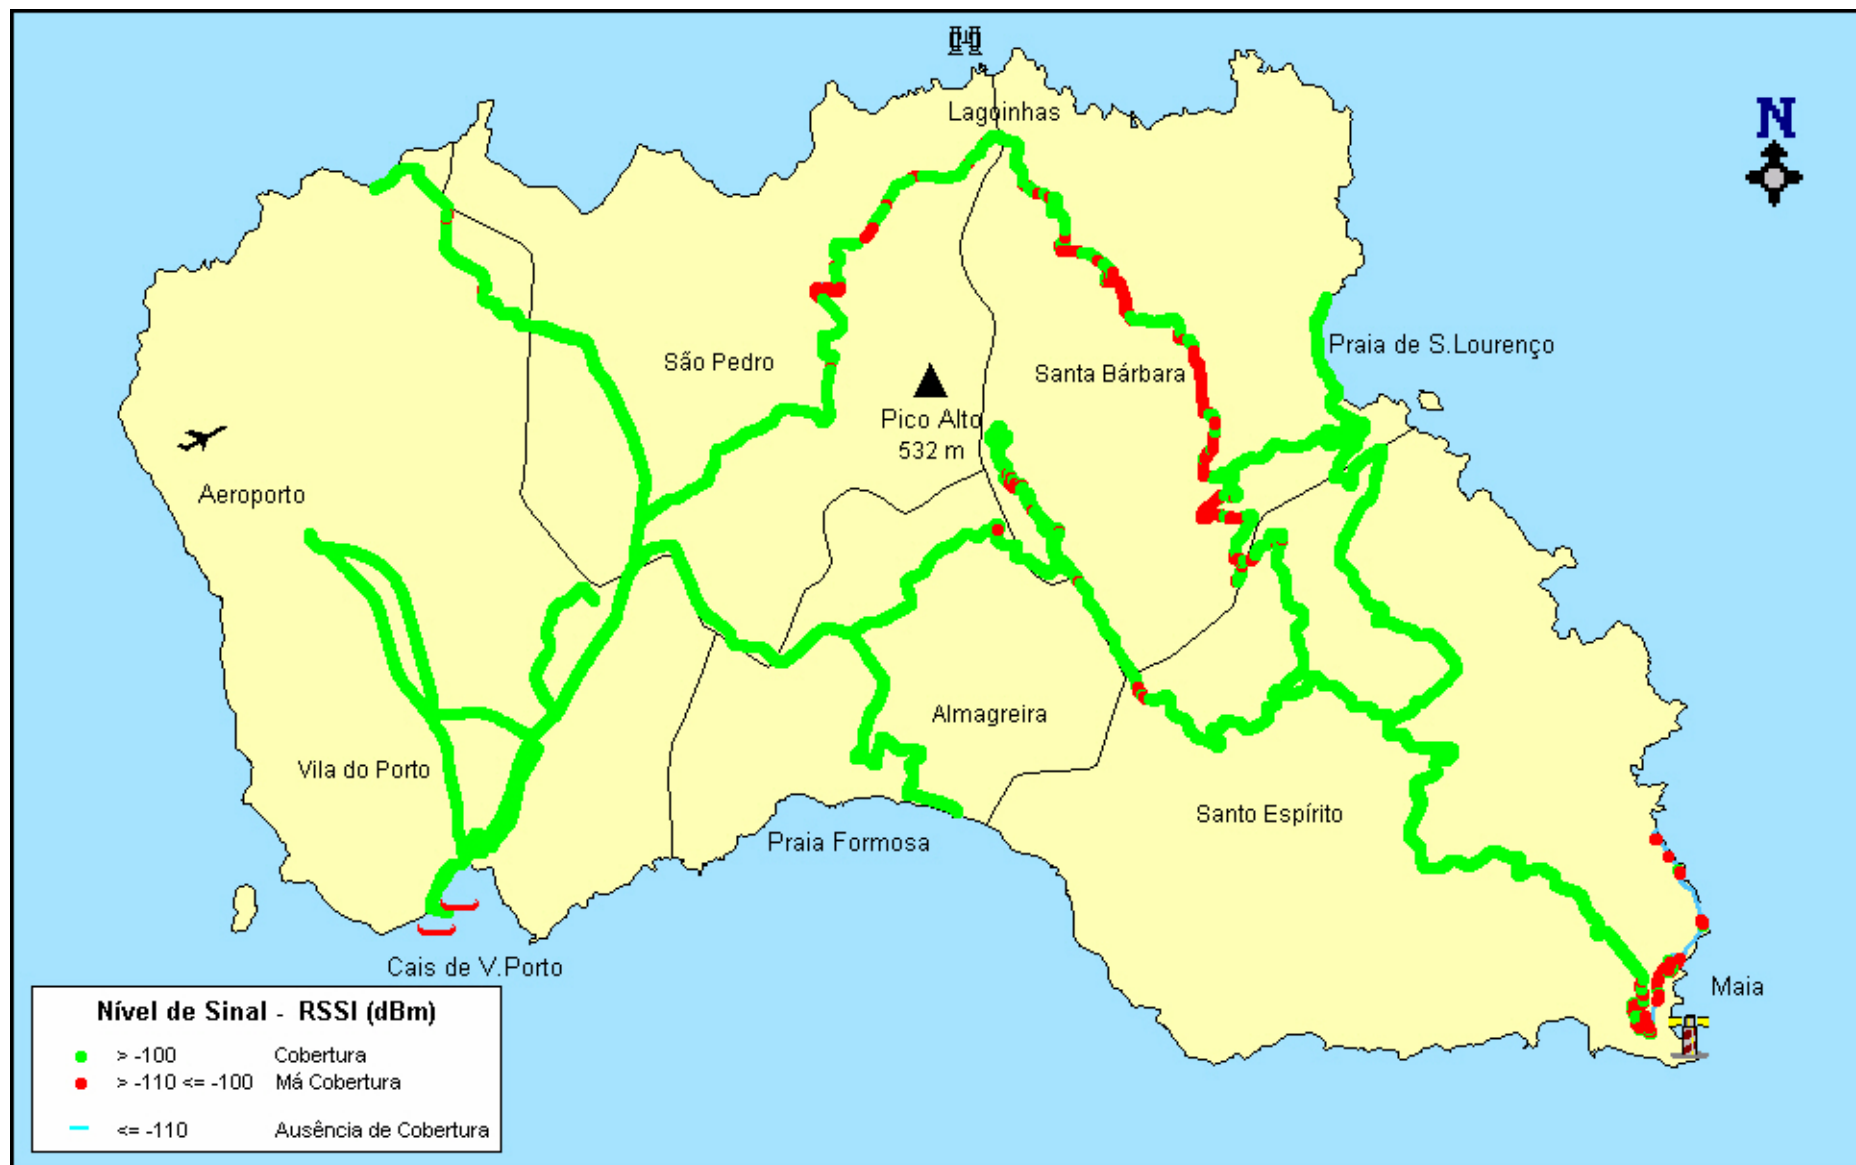 Lagoinhas
N
Praia de S.Lourenço
São Pedro
Santa Bárbara
Pico Alto
532 m
Aeroporto
Almagreira
Vila do Porto
Santo Espírito
Praia Formosa
Cais de V.Porto
Maia
Nível de Sinal - RSSI (dBm)
> -100 Cobertura
> -110 <= -100 Má Cobertura
<= -110 Ausência de Cobertura